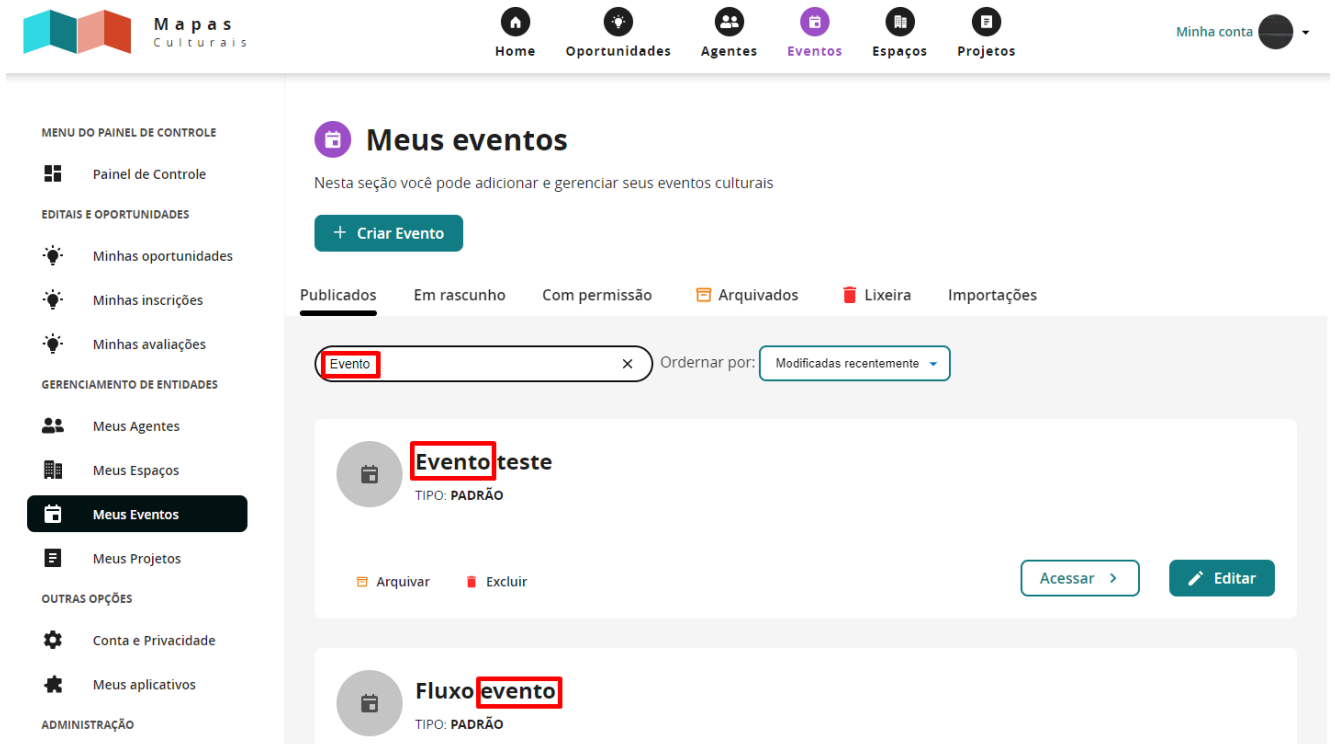 Mapas
Culturais
Home
Oportunidades
Agentes
Eventos
Espaços
Projetos
Minha conta
MENU DO PAINEL DE CONTROLE
Painel de Controle
EDITAIS E OPORTUNIDADES
Minhas oportunidades
Minhas inscrições
Minhas avaliações
GERENCIAMENTO DE ENTIDADES
Meus Agentes
Meus Espaços
Meus Eventos
Meus Projetos
OUTRAS OPÇÕES
Conta e Privacidade
Meus aplicativos
ADMINISTRAÇÃO
Meus eventos
Nesta seção você pode adicionar e gerenciar seus eventos culturais
+ Criar Evento
Publicados
Em rascunho
Com permissão
Arquivados
Lixeira
Importações
Evento
Ordernar por:
Modificadas recentemente
Evento teste
TIPO: PADRÃO
Arquivar
Excluir
Acessar
Editar
Fluxo evento
TIPO: PADRÃO